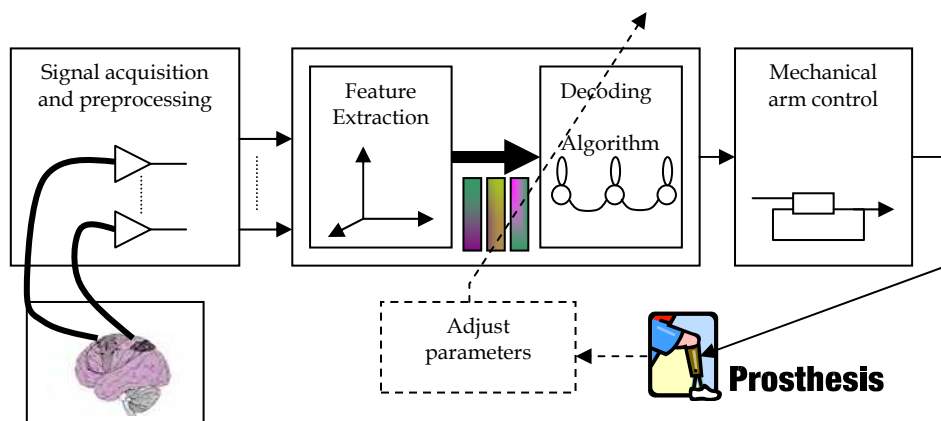 Signal acquisition
and preprocessing
Feature
Extraction
Decoding
Algorithm
Mechanical
arm control
Adjust
parameters
Prosthesis